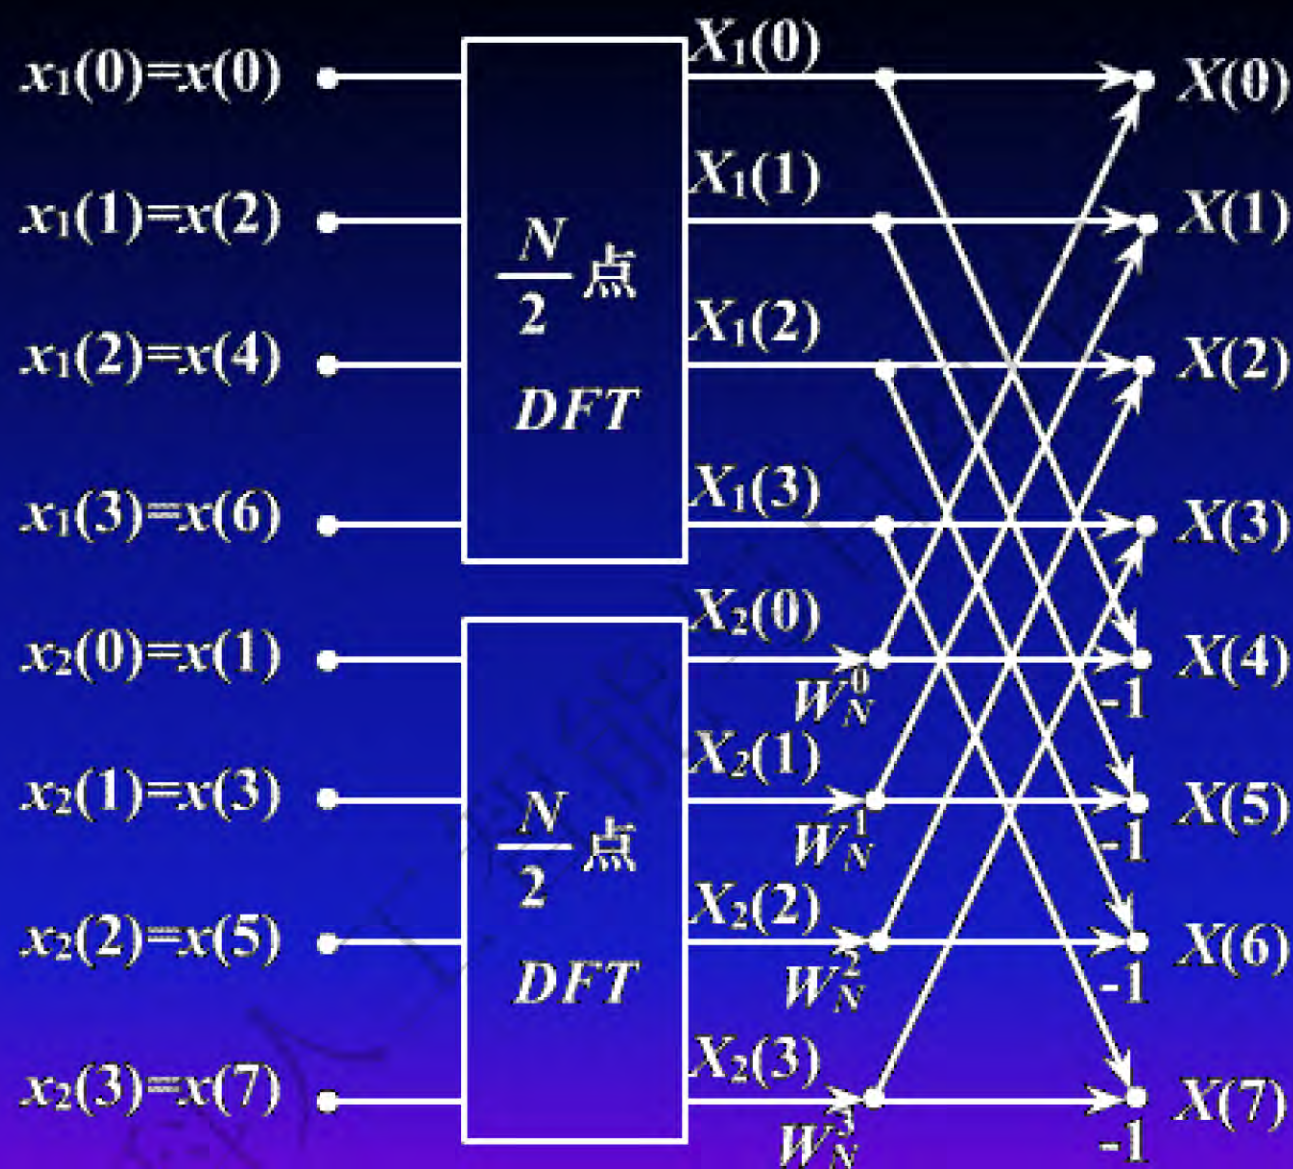 x₁(0)=x(0)
x₁(1)=x(2)
x₁(2)=x(4)
x₁(3)=x(6)
x₂(0)=x(1)
x₂(1)=x(3)
x₂(2)=x(5)
x₂(3)=x(7)
N/2 点
DFT
N/2 点
DFT
X₁(0)
X₁(1)
X₁(2)
X₁(3)
X₂(0)
X₂(1)
X₂(2)
X₂(3)
W_N^0
W_N^1
W_N^2
W_N^3
-1
-1
-1
-1
X(0)
X(1)
X(2)
X(3)
X(4)
X(5)
X(6)
X(7)